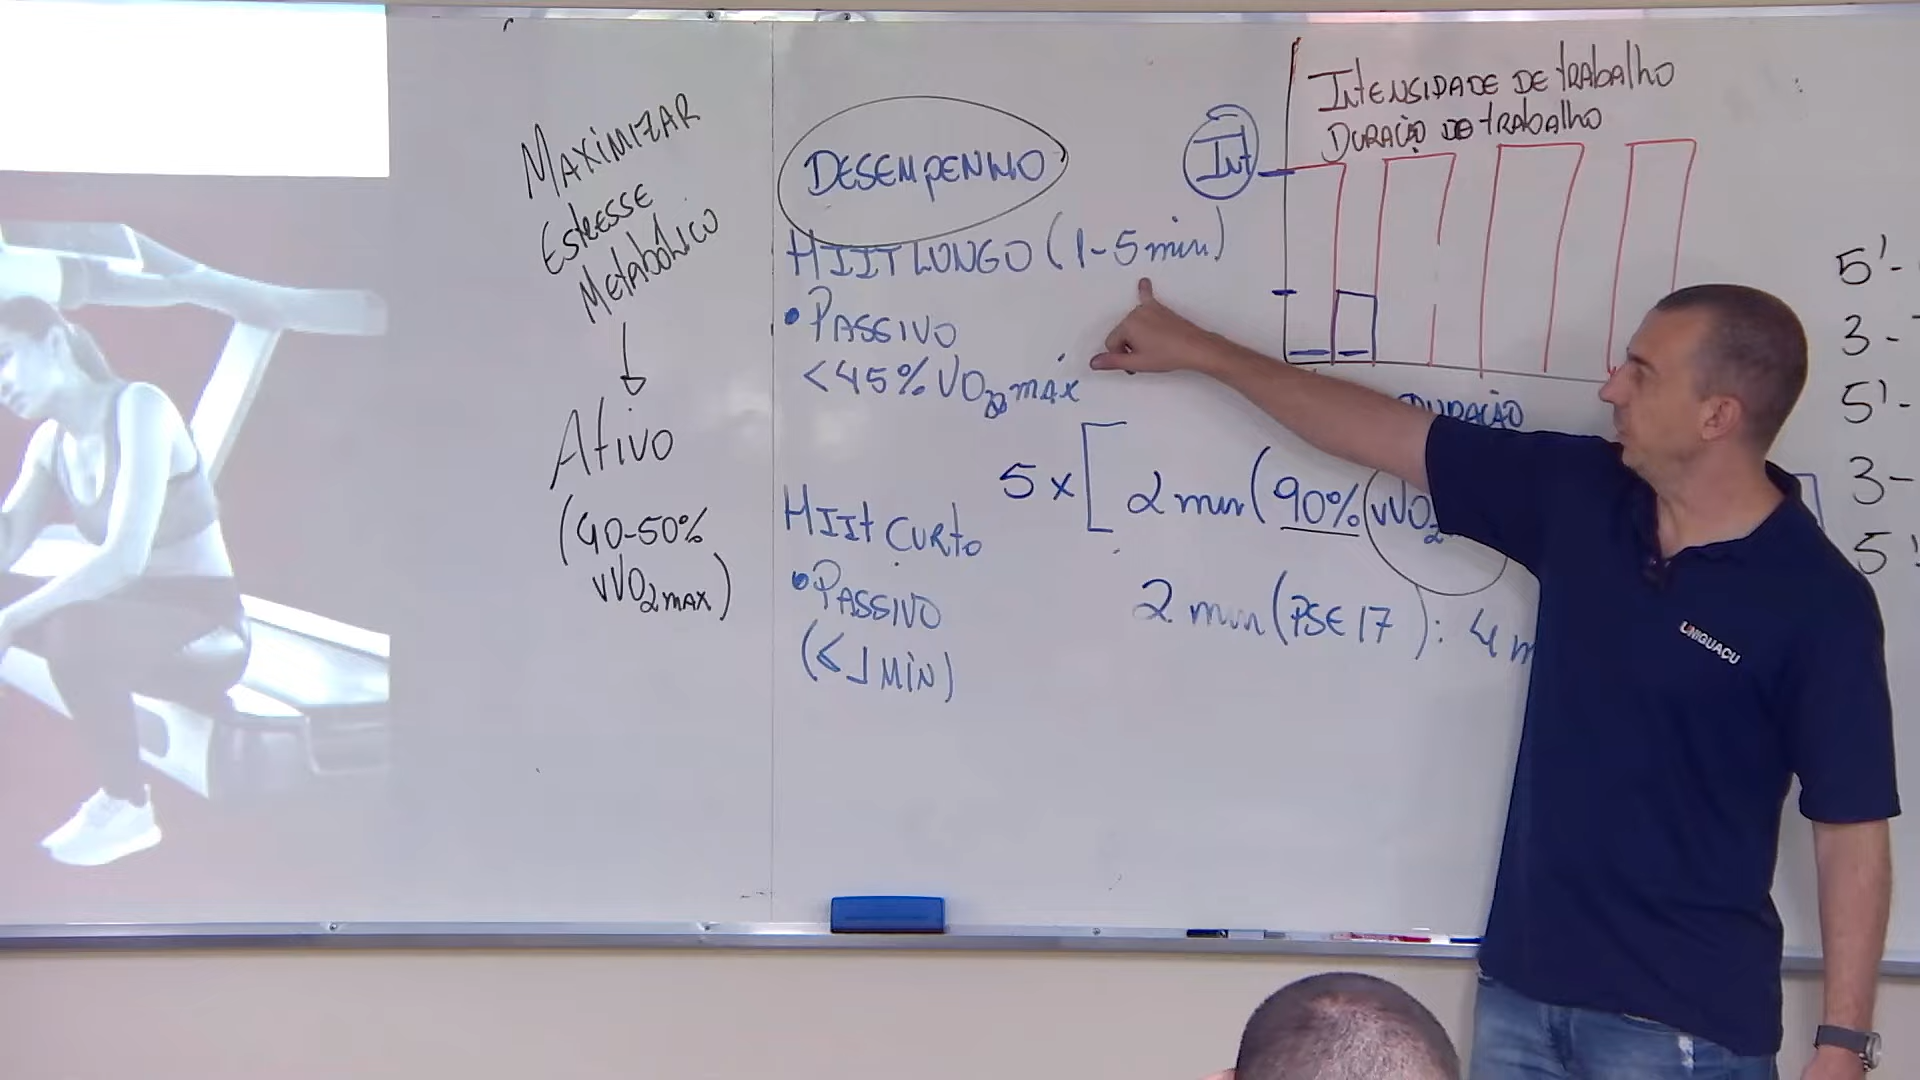 MAXIMIZAR
EstRESSE
MetabóLico
Ativo
(40-50%
vVO2MAX)
DESEMPENHO
HIIT LONGO (1-5 min)
• PASSIVO
<45% VO2 máx
HIIt CURto
• PASSIVO
(≤1 MIN)
Int
INtENSIDADE DE tRAbAlho
DURAÇÃO DO tRAbAlho
DURAÇÃO
5 x [ 2 min (90% vVO2
2 min (PSE 17 ): 4 m
5'-
3-
5'-
3-
5'
UNIGUAÇU